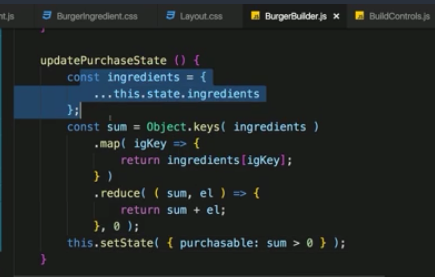 nt.js BurgerIngredient.css Layout.css BurgerBuilder.js × BuildControls.js
}
updatePurchaseState () {
const ingredients = {
...this.state.ingredients
};
const sum = Object.keys( ingredients )
.map( igKey => {
return ingredients[igKey];
} )
.reduce( ( sum, el ) => {
return sum + el;
}, 0 );
this.setState( { purchasable: sum > 0 } );
}